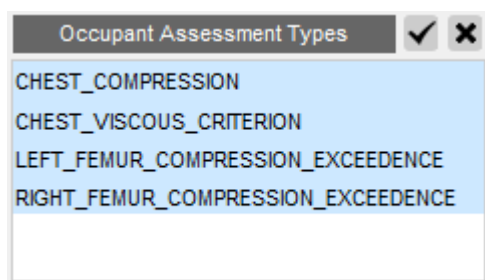 Occupant Assessment Types
CHEST_COMPRESSION
CHEST_VISCOUS_CRITERION
LEFT_FEMUR_COMPRESSION_EXCEEDENCE
RIGHT_FEMUR_COMPRESSION_EXCEEDENCE